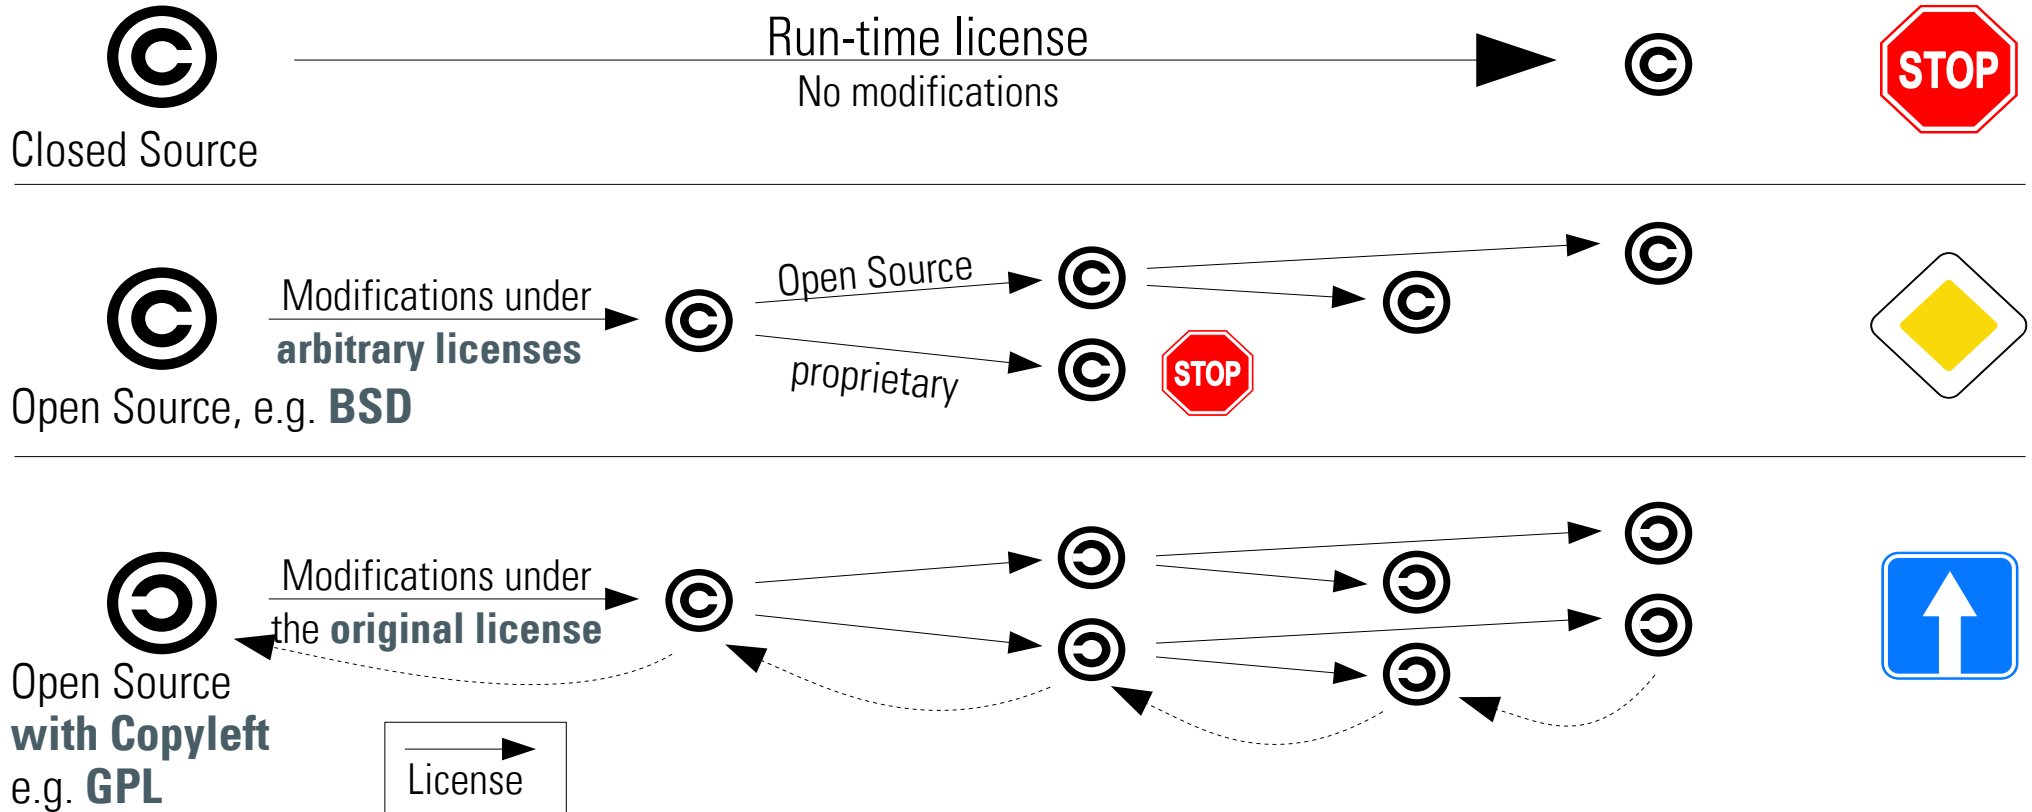 Run-time license
No modifications
STOP
Closed Source
Modifications under
arbitrary licenses
Open Source
proprietary
STOP
Open Source, e.g. BSD
Modifications under
the original license
Open Source
with Copyleft
e.g. GPL
License